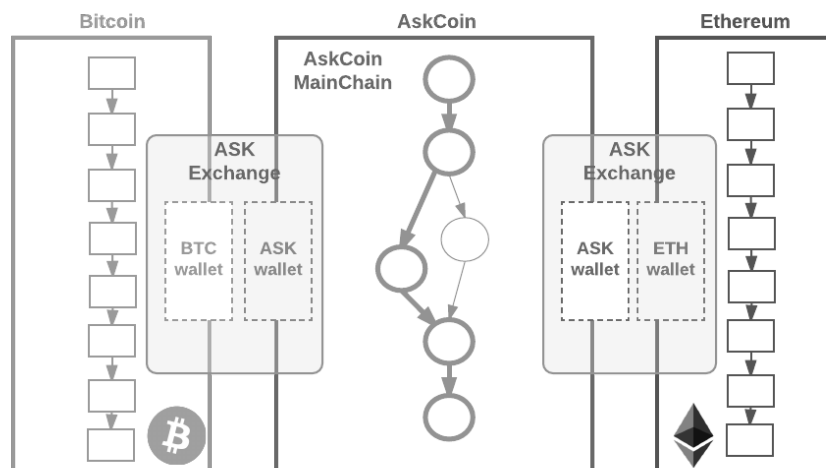 Bitcoin
AskCoin
Ethereum
AskCoin
MainChain
ASK
Exchange
BTC
wallet
ASK
wallet
ASK
Exchange
ASK
wallet
ETH
wallet